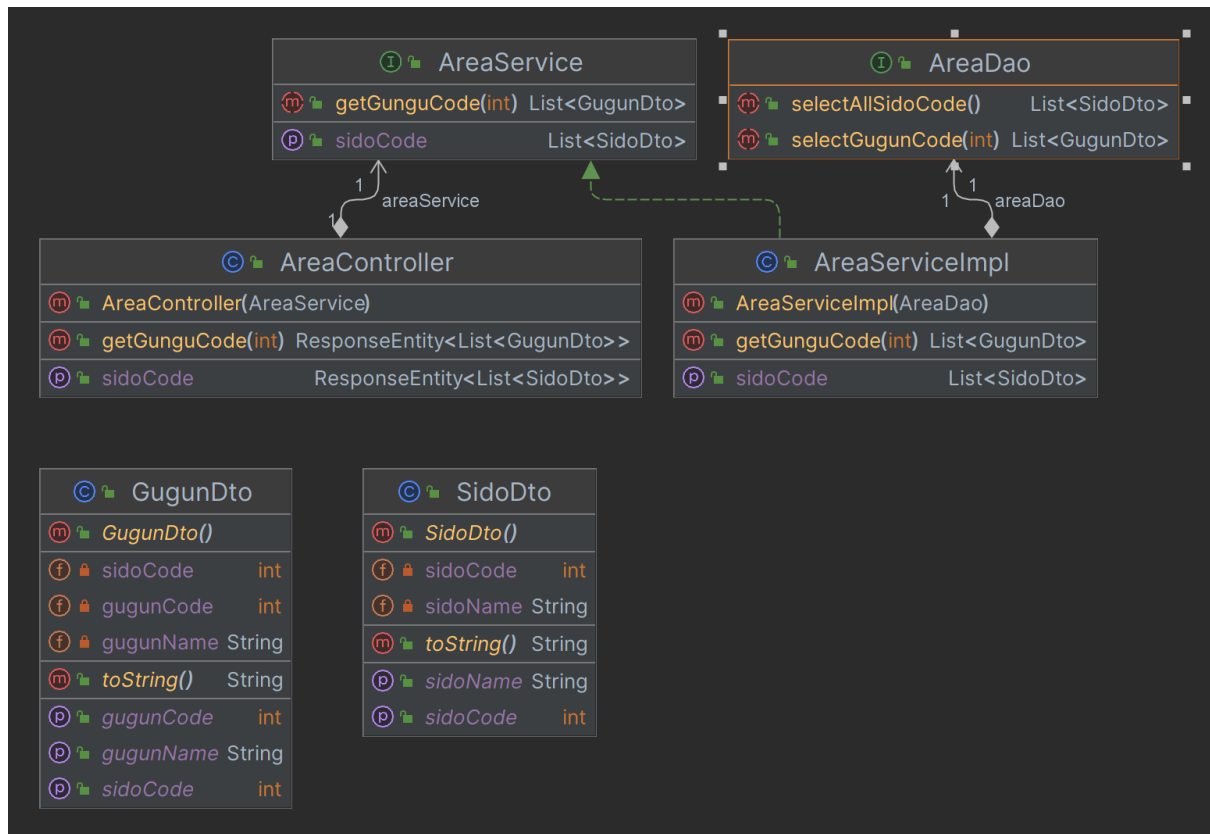 AreaService
getGunguCode(int) List<GugunDto>
sidoCode List<SidoDto>
AreaDao
selectAllSidoCode() List<SidoDto>
selectGugunCode(int) List<GugunDto>
1
areaService
1
1
1
areaDao
AreaController
AreaController(AreaService)
getGunguCode(int) ResponseEntity<List<GugunDto>>
sidoCode ResponseEntity<List<SidoDto>>
AreaServiceImpl
AreaServiceImpl(AreaDao)
getGunguCode(int) List<GugunDto>
sidoCode List<SidoDto>
GugunDto
GugunDto()
sidoCode int
gugunCode int
gugunName String
toString() String
gugunCode int
gugunName String
sidoCode int
SidoDto
SidoDto()
sidoCode int
sidoName String
toString() String
sidoName String
sidoCode int